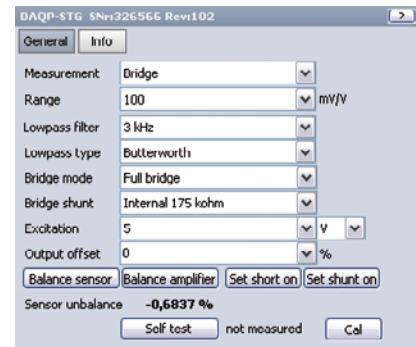 DAQP-STG SNr:326566 Rev:102 ?
General Info
Measurement Bridge
Range 100 mV/V
Lowpass filter 3 kHz
Lowpass type Butterworth
Bridge mode Full bridge
Bridge shunt Internal 175 kohm
Excitation 5 V
Output offset 0 %
Balance sensor Balance amplifier Set short on Set shunt on
Sensor unbalance -0,6837 %
Self test not measured Cal